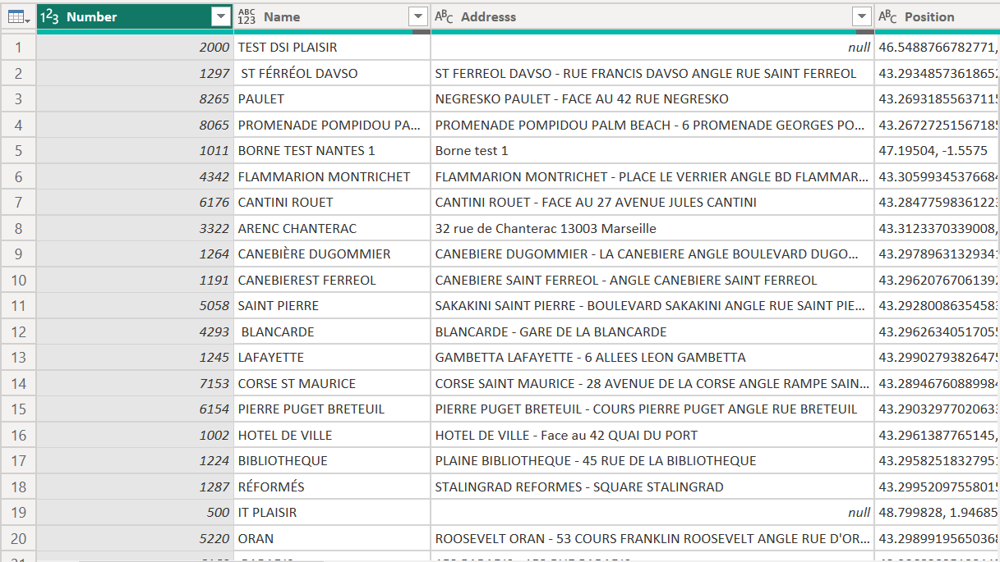 1²3 Number ABC 123 Name ABC Addresss ABC Position
1 2000 TEST DSI PLAISIR null 46.5488766782771,
2 1297 ST FÉRRÉOL DAVSO ST FERREOL DAVSO - RUE FRANCIS DAVSO ANGLE RUE SAINT FERREOL 43.2934857361865
3 8265 PAULET NEGRESKO PAULET - FACE AU 42 RUE NEGRESKO 43.2693185563711
4 8065 PROMENADE POMPIDOU PA... PROMENADE POMPIDOU PALM BEACH - 6 PROMENADE GEORGES PO... 43.2672725156718
5 1011 BORNE TEST NANTES 1 Borne test 1 47.19504, -1.5575
6 4342 FLAMMARION MONTRICHET FLAMMARION MONTRICHET - PLACE LE VERRIER ANGLE BD FLAMMAR... 43.3059934537668
7 6176 CANTINI ROUET CANTINI ROUET - FACE AU 27 AVENUE JULES CANTINI 43.2847759836122
8 3322 ARENC CHANTERAC 32 rue de Chanterac 13003 Marseille 43.3123370339008,
9 1264 CANEBIÈRE DUGOMMIER CANEBIERE DUGOMMIER - LA CANEBIERE ANGLE BOULEVARD DUGO... 43.2978963132934
10 1191 CANEBIEREST FERREOL CANEBIERE SAINT FERREOL - ANGLE CANEBIERE SAINT FERREOL 43.2962076706139
11 5058 SAINT PIERRE SAKAKINI SAINT PIERRE - BOULEVARD SAKAKINI ANGLE RUE SAINT PIE... 43.2928008635458
12 4293 BLANCARDE BLANCARDE - GARE DE LA BLANCARDE 43.2962634051705
13 1245 LAFAYETTE GAMBETTA LAFAYETTE - 6 ALLEES LEON GAMBETTA 43.2990279382647
14 7153 CORSE ST MAURICE CORSE SAINT MAURICE - 28 AVENUE DE LA CORSE ANGLE RAMPE SAIN... 43.2894676088998
15 6154 PIERRE PUGET BRETEUIL PIERRE PUGET BRETEUIL - COURS PIERRE PUGET ANGLE RUE BRETEUIL 43.2903297702063
16 1002 HOTEL DE VILLE HOTEL DE VILLE - Face au 42 QUAI DU PORT 43.2961387765145,
17 1224 BIBLIOTHEQUE PLAINE BIBLIOTHEQUE - 45 RUE DE LA BIBLIOTHEQUE 43.2958251832795
18 1287 RÉFORMÉS STALINGRAD REFORMES - SQUARE STALINGRAD 43.2995209755801
19 500 IT PLAISIR null 48.799828, 1.94685
20 5220 ORAN ROOSEVELT ORAN - 53 COURS FRANKLIN ROOSEVELT ANGLE RUE D'OR... 43.2989919565036